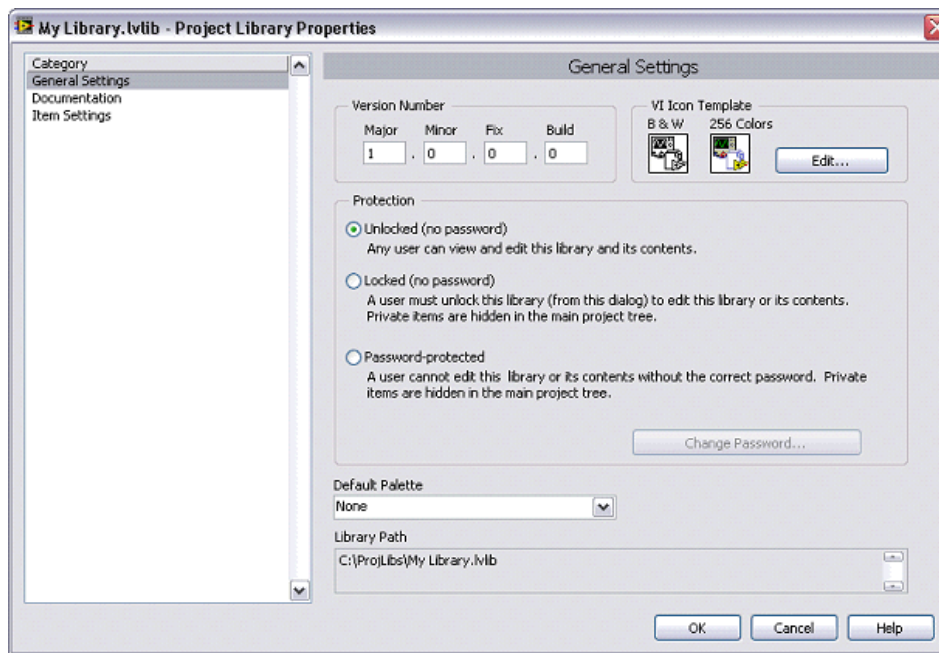 My Library.lvlib - Project Library Properties
Category
General Settings
Documentation
Item Settings
General Settings
Version Number
Major Minor Fix Build
1 . 0 . 0 . 0
VI Icon Template
B & W 256 Colors
Edit...
Protection
Unlocked (no password)
Any user can view and edit this library and its contents.
Locked (no password)
A user must unlock this library (from this dialog) to edit this library or its contents.
Private items are hidden in the main project tree.
Password-protected
A user cannot edit this library or its contents without the correct password. Private
items are hidden in the main project tree.
Change Password...
Default Palette
None
Library Path
C:\ProjLibs\My Library.lvlib
OK Cancel Help